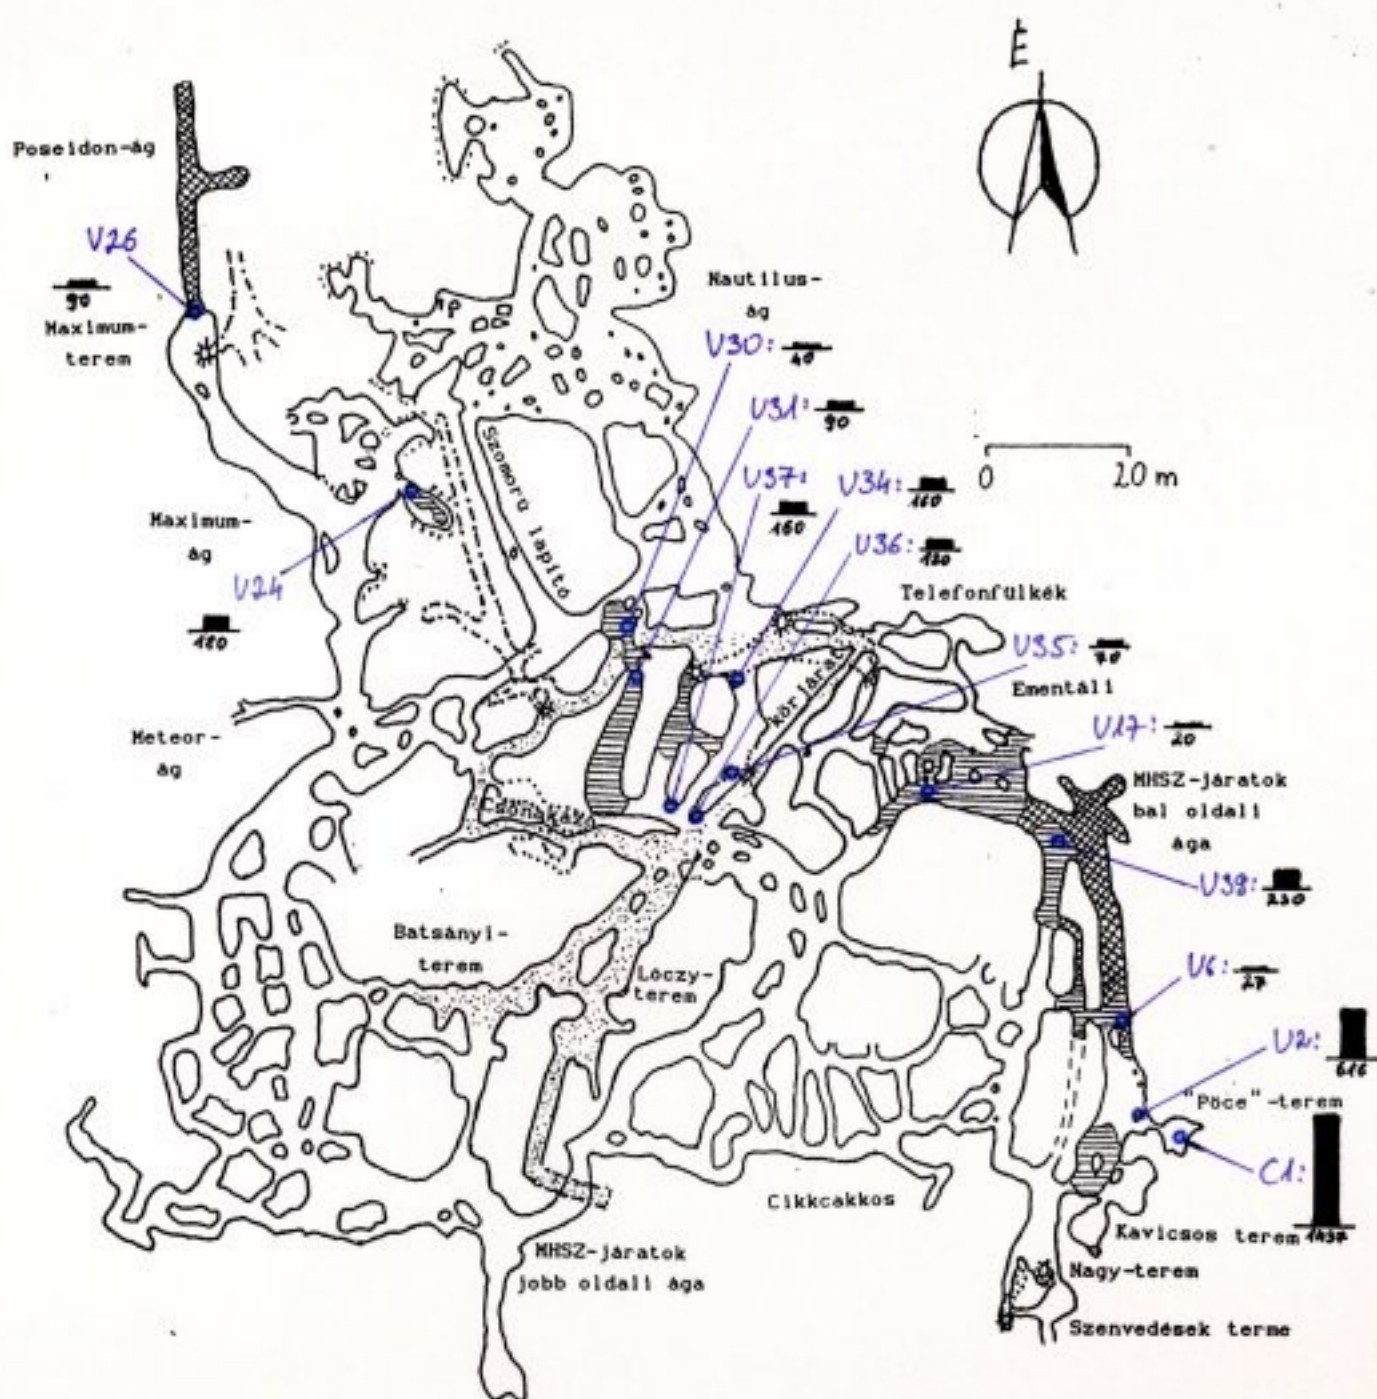 É
Poseidon-ág
V26
90
Maximum-
terem
Nautilus-
ág
V30: 40
V31: 90
V37:
160
V34: 160
V36: 120
0 10 m
Szomorú lapító
Maximum-
ág
V24
180
Telefonfülkék
V35: 70
Ementáli
körjárat
V17: 20
Meteor-
ág
Csónakázó
MHSZ-járatok
bal oldali
ága
V38: 230
Batsányi-
terem
Lóczy-
terem
V6: 27
V2:
616
"Pöce"-terem
C1:
Cikkcakkos
Kavicsos terem 1437
MHSZ-járatok
jobb oldali ága
Nagy-terem
Szenvedések terme